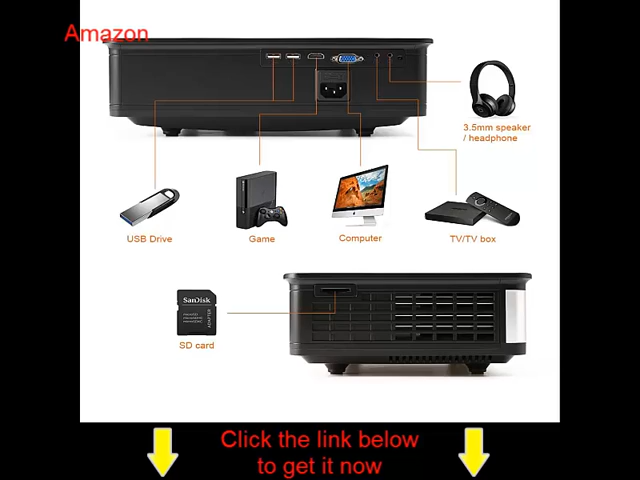 Amazon
3.5mm speaker
/ headphone
USB Drive
Game
Computer
TV/TV box
SanDisk
ADAPTER
SD card
Click the link below
to get it now